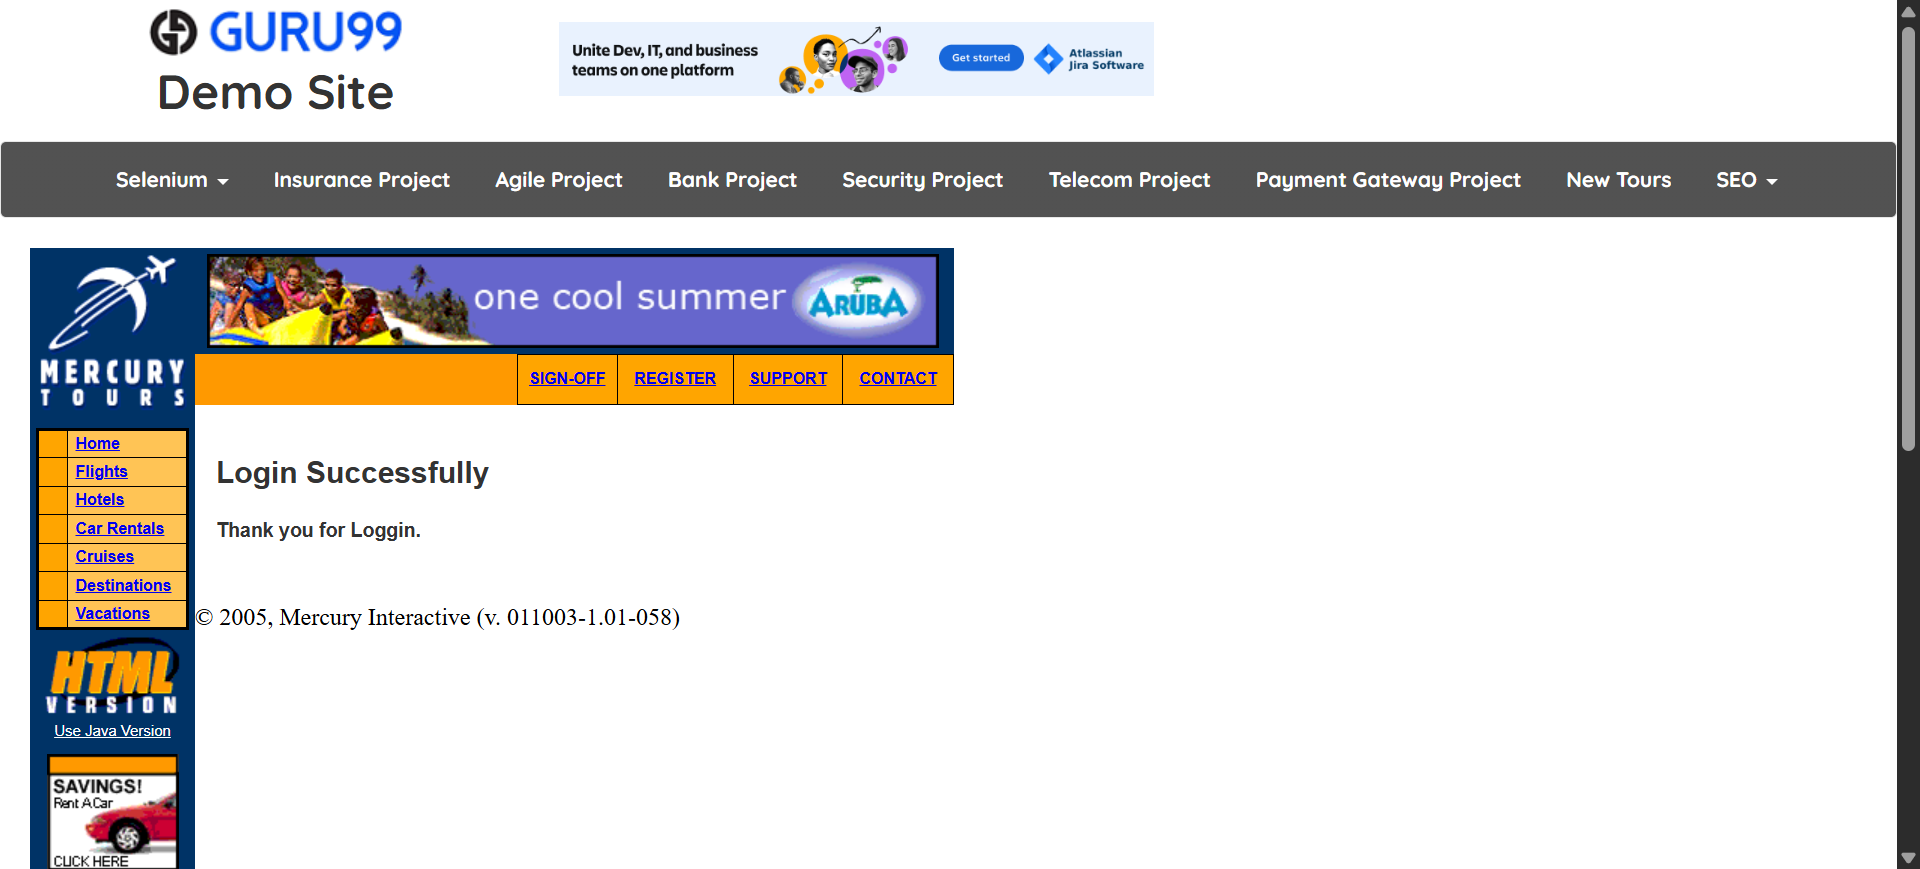 GURU99
Demo Site
Unite Dev, IT, and business
teams on one platform
Get started
Atlassian
Jira Software
Selenium
Insurance Project
Agile Project
Bank Project
Security Project
Telecom Project
Payment Gateway Project
New Tours
SEO
one cool summer
ARUBA
MERCURY
TOURS
SIGN-OFF
REGISTER
SUPPORT
CONTACT
Home
Flights
Hotels
Car Rentals
Cruises
Destinations
Vacations
Login Successfully
Thank you for Loggin.
© 2005, Mercury Interactive (v. 011003-1.01-058)
HTML
VERSION
Use Java Version
SAVINGS!
Rent A Car
CLICK HERE